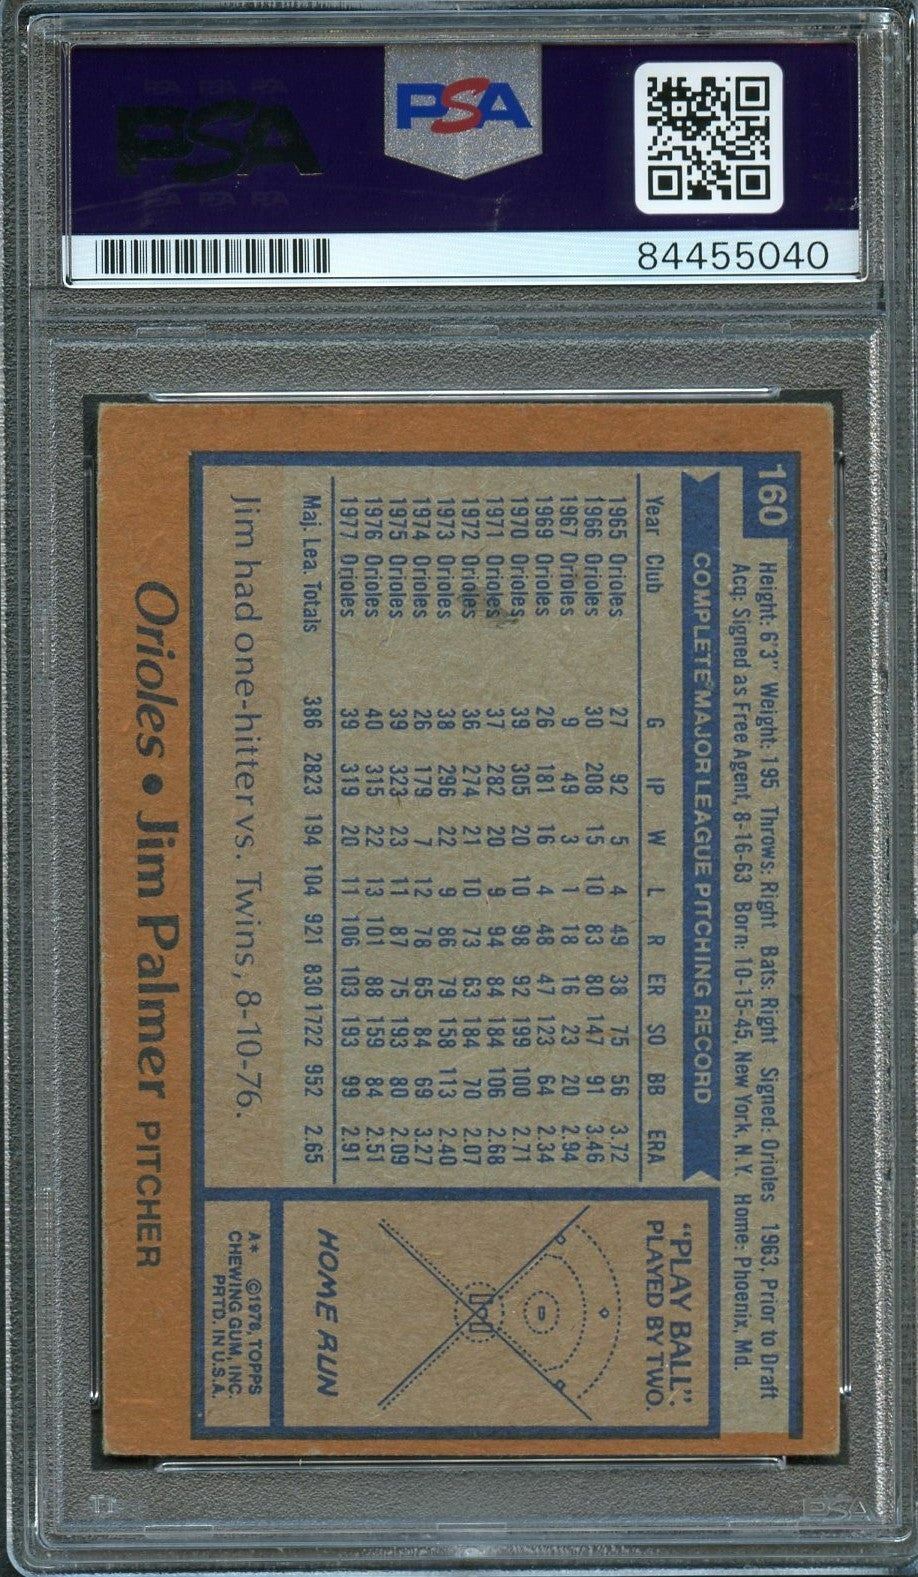 PSA
PSA
84455040
160
Height: 6'3" Weight: 195 Throws: Right Bats: Right Signed: Orioles 1963, Prior to Draft
Acq: Signed as Free Agent, 8-16-63 Born: 10-15-45, New York, N.Y. Home: Phoenix, Md.
COMPLETE MAJOR LEAGUE PITCHING RECORD
Year Club G IP W L R ER SO BB ERA
1965 Orioles 27 92 5 4 49 38 75 56 3.72
1966 Orioles 30 208 15 10 83 80 147 91 3.46
1967 Orioles 9 49 3 1 18 16 23 20 2.94
1969 Orioles 26 181 16 4 48 47 123 64 2.34
1970 Orioles 39 305 20 10 98 92 199 100 2.71
1971 Orioles 37 282 20 9 94 84 184 106 2.68
1972 Orioles 36 274 21 10 73 63 184 70 2.07
1973 Orioles 38 296 22 9 86 79 158 113 2.40
1974 Orioles 26 179 7 12 78 65 84 69 3.27
1975 Orioles 39 323 23 11 87 75 193 80 2.09
1976 Orioles 40 315 22 13 101 88 159 84 2.51
1977 Orioles 39 319 20 11 106 103 193 99 2.91
Maj. Lea. Totals 386 2823 194 104 921 830 1722 952 2.65
Jim had one-hitter vs. Twins, 8-10-76.
"PLAY BALL":
PLAYED BY TWO.
HOME RUN
A* ©1978, TOPPS
CHEWING GUM, INC.
PRTD. IN U.S.A.
Orioles • Jim Palmer PITCHER
PSA